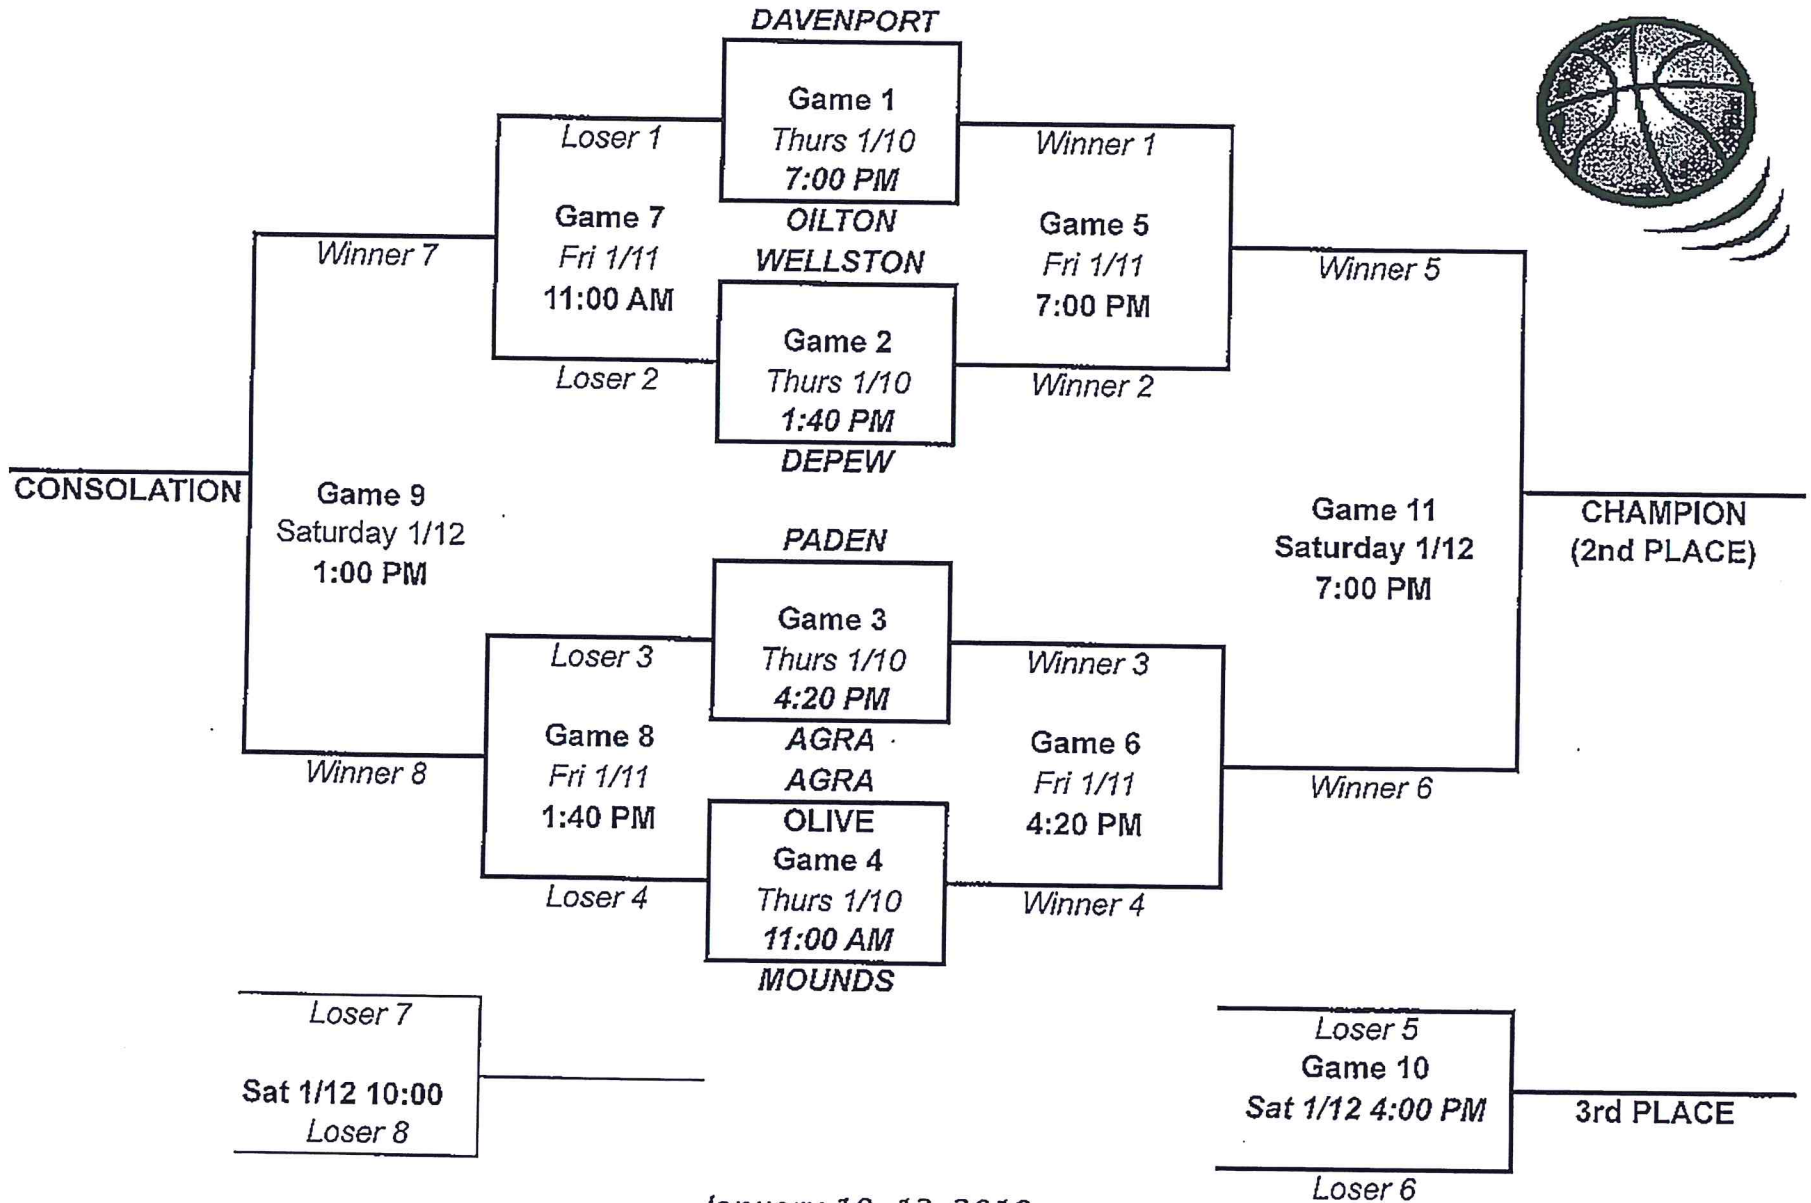 DAVENPORT
Game 1
Thurs 1/10
7:00 PM
OILTON
Loser 1
Winner 1
Game 7
Fri 1/11
11:00 AM
Game 5
Fri 1/11
7:00 PM
Winner 7
Winner 5
WELLSTON
Game 2
Thurs 1/10
1:40 PM
DEPEW
Loser 2
Winner 2
CONSOLATION
Game 9
Saturday 1/12
1:00 PM
Game 11
Saturday 1/12
7:00 PM
CHAMPION
(2nd PLACE)
PADEN
Game 3
Thurs 1/10
4:20 PM
AGRA
Loser 3
Winner 3
Game 8
Fri 1/11
1:40 PM
Game 6
Fri 1/11
4:20 PM
Winner 8
Winner 6
AGRA
OLIVE
Game 4
Thurs 1/10
11:00 AM
MOUNDS
Loser 4
Winner 4
Loser 7
Sat 1/12 10:00
Loser 8
Loser 5
Game 10
Sat 1/12 4:00 PM
Loser 6
3rd PLACE